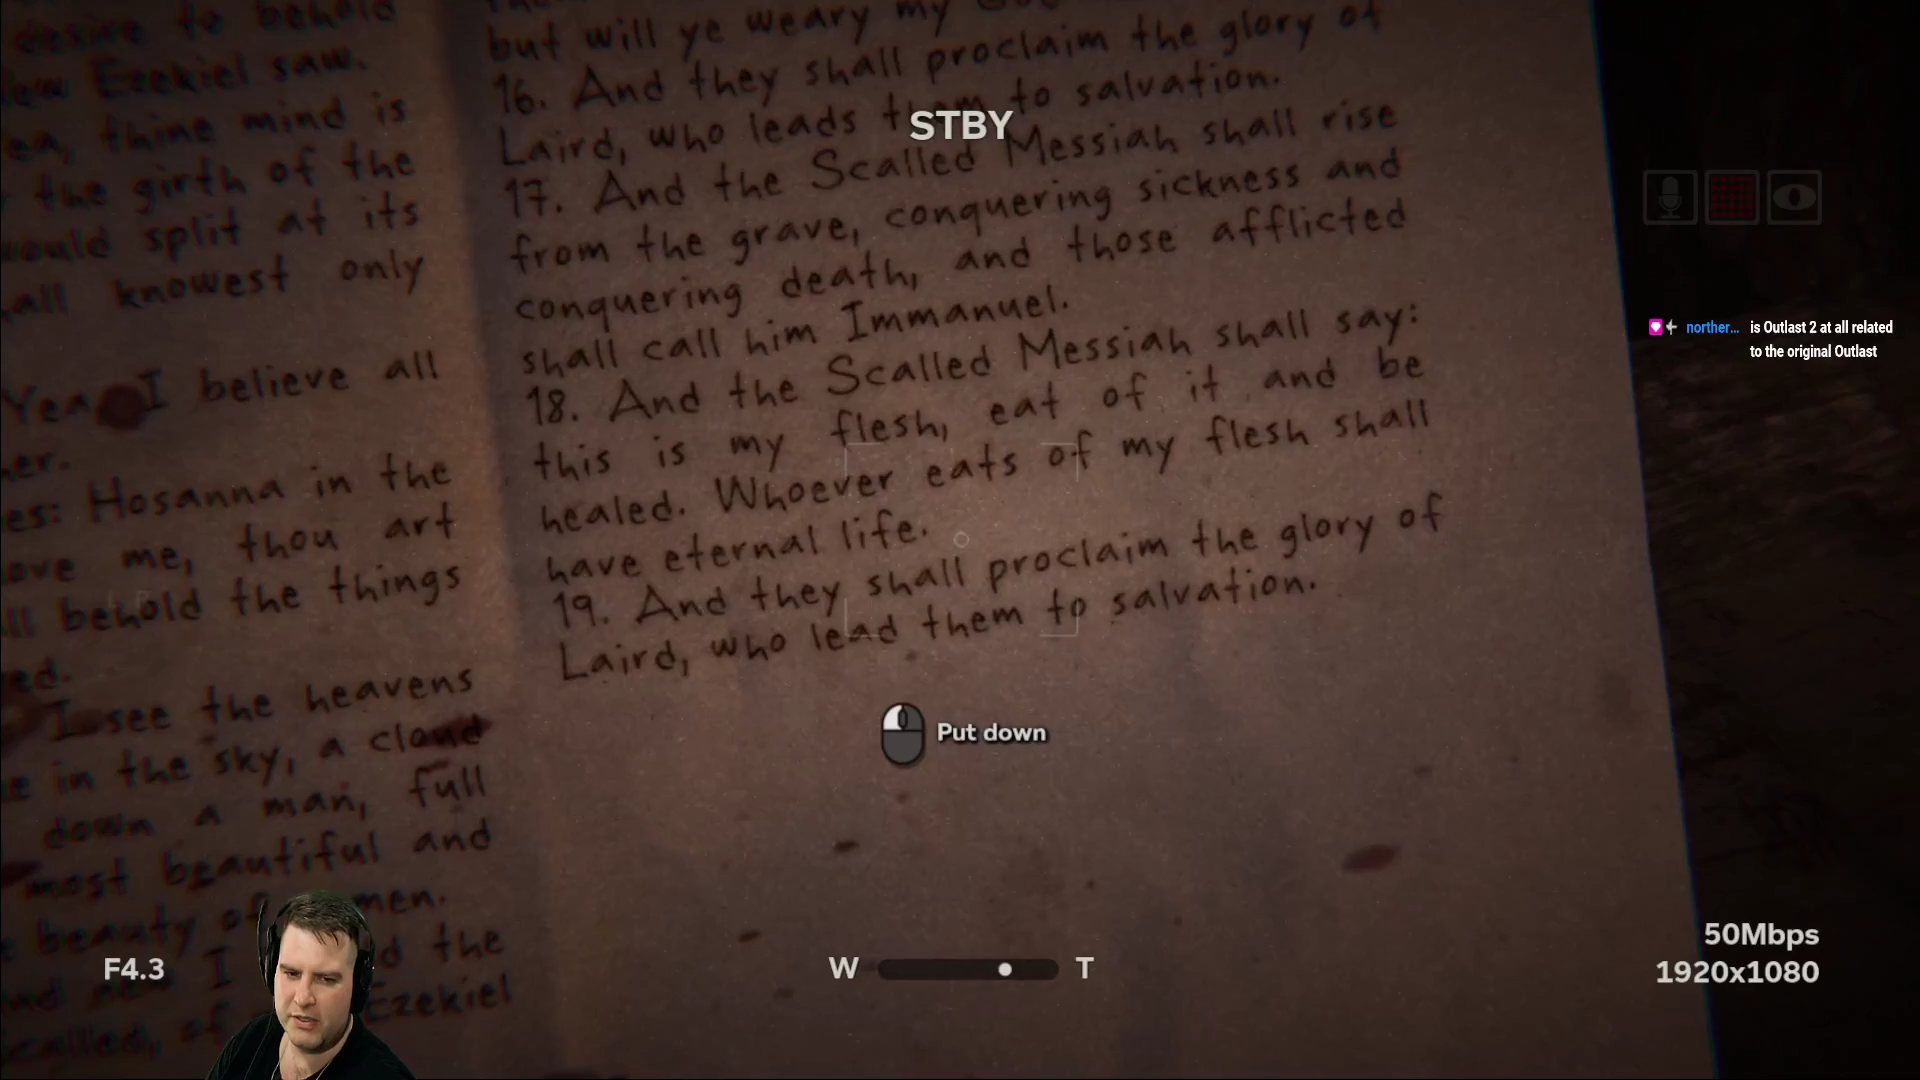 desire to behold
Ezekiel saw.
thine mind is
the girth of the
would split at its
knowest only
Yea I believe all
Hosanna in the
me, thou art
behold the things
I see the heavens
in the sky, a cloud
down a man, full
most beautiful and
beauty men.
the
Ezekiel
but will ye weary my
16. And they shall proclaim the glory of
Laird, who leads them to salvation.
17. And the Scalled Messiah shall rise
from the grave, conquering sickness and
conquering death, and those afflicted
shall call him Immanuel.
18. And the Scalled Messiah shall say:
this is my flesh, eat of it and be
healed. Whoever eats of my flesh shall
have eternal life.
19. And they shall proclaim the glory of
Laird, who lead them to salvation.
STBY
norther... is Outlast 2 at all related
to the original Outlast
Put down
F4.3
W T
50Mbps
1920x1080